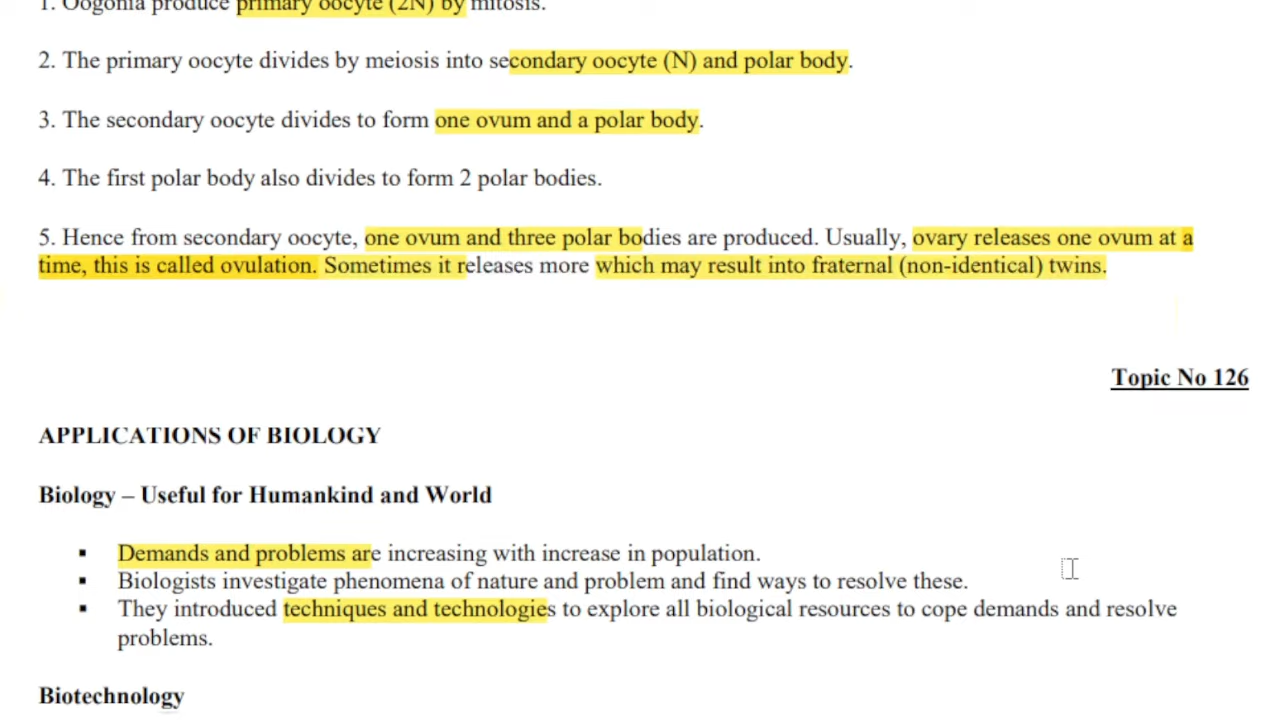 1. Oogonia produce primary oocyte (2N) by mitosis.
2. The primary oocyte divides by meiosis into secondary oocyte (N) and polar body.
3. The secondary oocyte divides to form one ovum and a polar body.
4. The first polar body also divides to form 2 polar bodies.
5. Hence from secondary oocyte, one ovum and three polar bodies are produced. Usually, ovary releases one ovum at a
time, this is called ovulation. Sometimes it releases more which may result into fraternal (non-identical) twins.
Topic No 126
APPLICATIONS OF BIOLOGY
Biology – Useful for Humankind and World
▪ Demands and problems are increasing with increase in population.
▪ Biologists investigate phenomena of nature and problem and find ways to resolve these.
▪ They introduced techniques and technologies to explore all biological resources to cope demands and resolve
problems.
Biotechnology